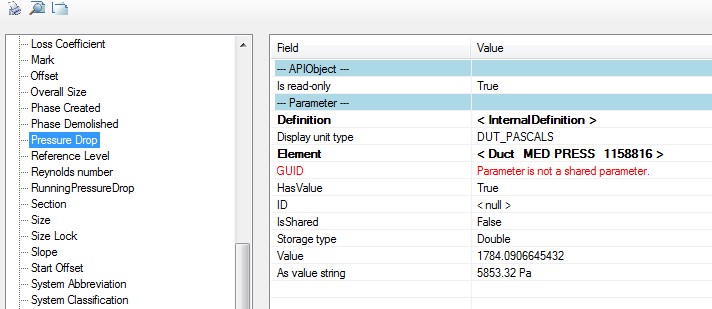 Loss Coefficient
Mark
Offset
Overall Size
Phase Created
Phase Demolished
Pressure Drop
Reference Level
Reynolds number
RunningPressureDrop
Section
Size
Size Lock
Slope
Start Offset
System Abbreviation
System Classification
Field Value
--- APIObject ---
Is read-only True
--- Parameter ---
Definition < InternalDefinition >
Display unit type DUT_PASCALS
Element < Duct MED PRESS 1158816 >
GUID Parameter is not a shared parameter.
HasValue True
ID < null >
IsShared False
Storage type Double
Value 1784.0906645432
As value string 5853.32 Pa